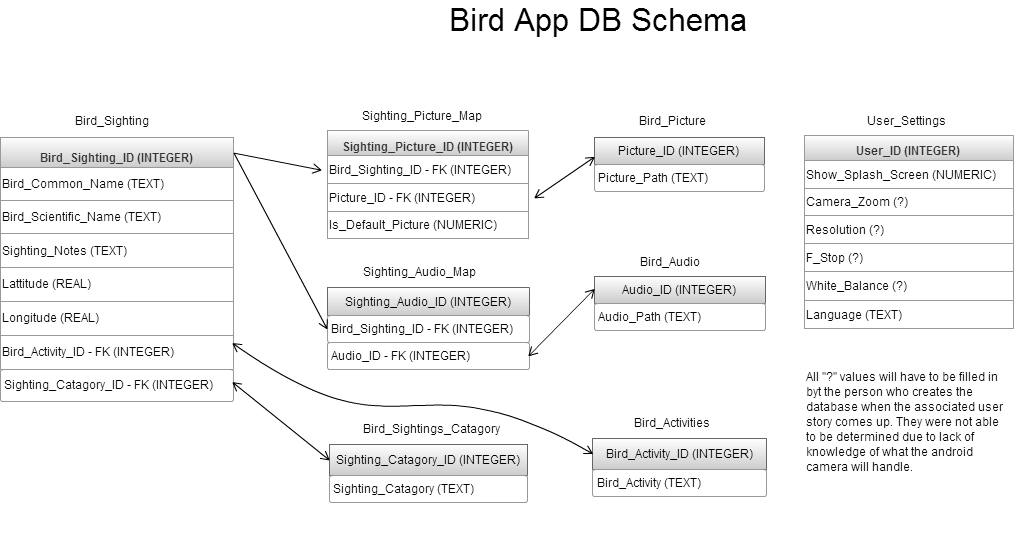 Bird App DB Schema
Bird_Sighting
Bird_Sighting_ID (INTEGER)
Bird_Common_Name (TEXT)
Bird_Scientific_Name (TEXT)
Sighting_Notes (TEXT)
Lattitude (REAL)
Longitude (REAL)
Bird_Activity_ID - FK (INTEGER)
Sighting_Catagory_ID - FK (INTEGER)
Sighting_Picture_Map
Sighting_Picture_ID (INTEGER)
Bird_Sighting_ID - FK (INTEGER)
Picture_ID - FK (INTEGER)
Is_Default_Picture (NUMERIC)
Bird_Picture
Picture_ID (INTEGER)
Picture_Path (TEXT)
Sighting_Audio_Map
Sighting_Audio_ID (INTEGER)
Bird_Sighting_ID - FK (INTEGER)
Audio_ID - FK (INTEGER)
Bird_Audio
Audio_ID (INTEGER)
Audio_Path (TEXT)
Bird_Sightings_Catagory
Sighting_Catagory_ID (INTEGER)
Sighting_Catagory (TEXT)
Bird_Activities
Bird_Activity_ID (INTEGER)
Bird_Activity (TEXT)
User_Settings
User_ID (INTEGER)
Show_Splash_Screen (NUMERIC)
Camera_Zoom (?)
Resolution (?)
F_Stop (?)
White_Balance (?)
Language (TEXT)
All "?" values will have to be filled in
byt the person who creates the
database when the associated user
story comes up. They were not able
to be determined due to lack of
knowledge of what the android
camera will handle.